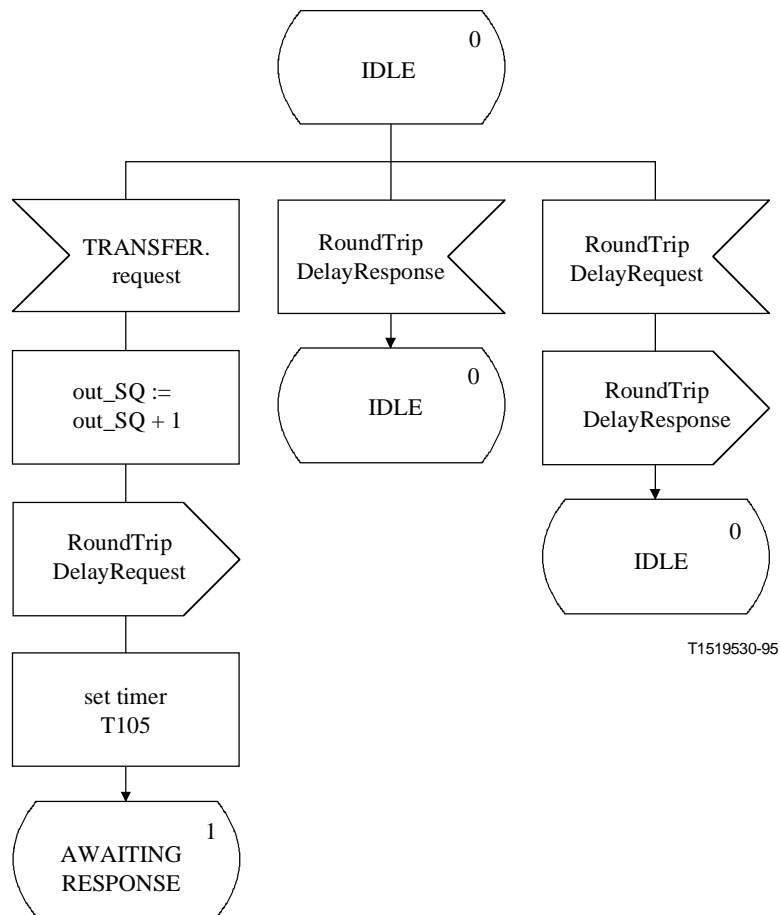 0
IDLE
TRANSFER.
request
RoundTrip
DelayResponse
RoundTrip
DelayRequest
out_SQ :=
out_SQ + 1
0
IDLE
RoundTrip
DelayResponse
RoundTrip
DelayRequest
0
IDLE
T1519530-95
set timer
T105
1
AWAITING
RESPONSE